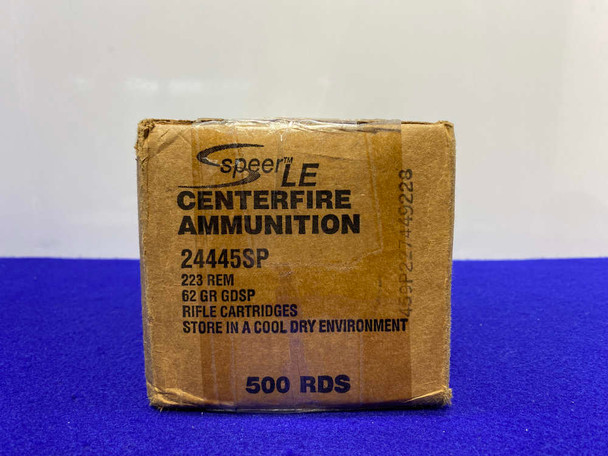 Speer™ LE
CENTERFIRE
AMMUNITION
24445SP
223 REM
62 GR GDSP
RIFLE CARTRIDGES
STORE IN A COOL DRY ENVIRONMENT
500 RDS